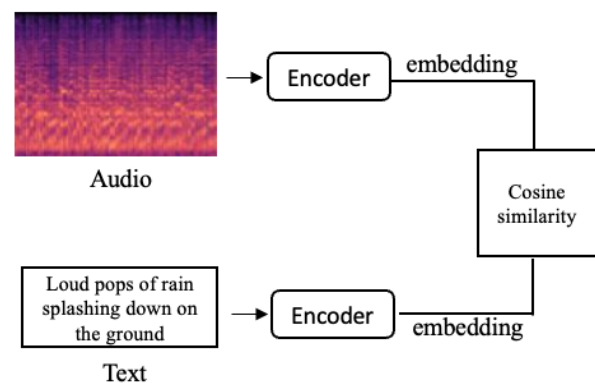 Encoder
embedding
Audio
Cosine
similarity
Loud pops of rain
splashing down on
the ground
Encoder
embedding
Text